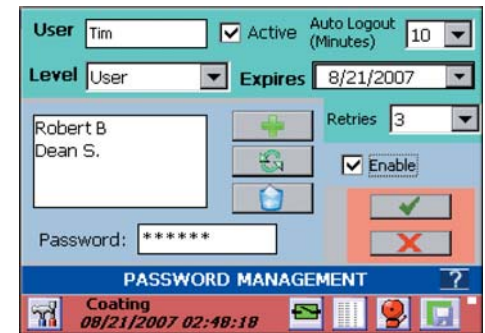 User Tim Active Auto Logout (Minutes) 10
Level User Expires 8/21/2007
Robert B
Dean S.
Retries 3
Enable
Password: ******
PASSWORD MANAGEMENT ?
Coating
08/21/2007 02:48:18